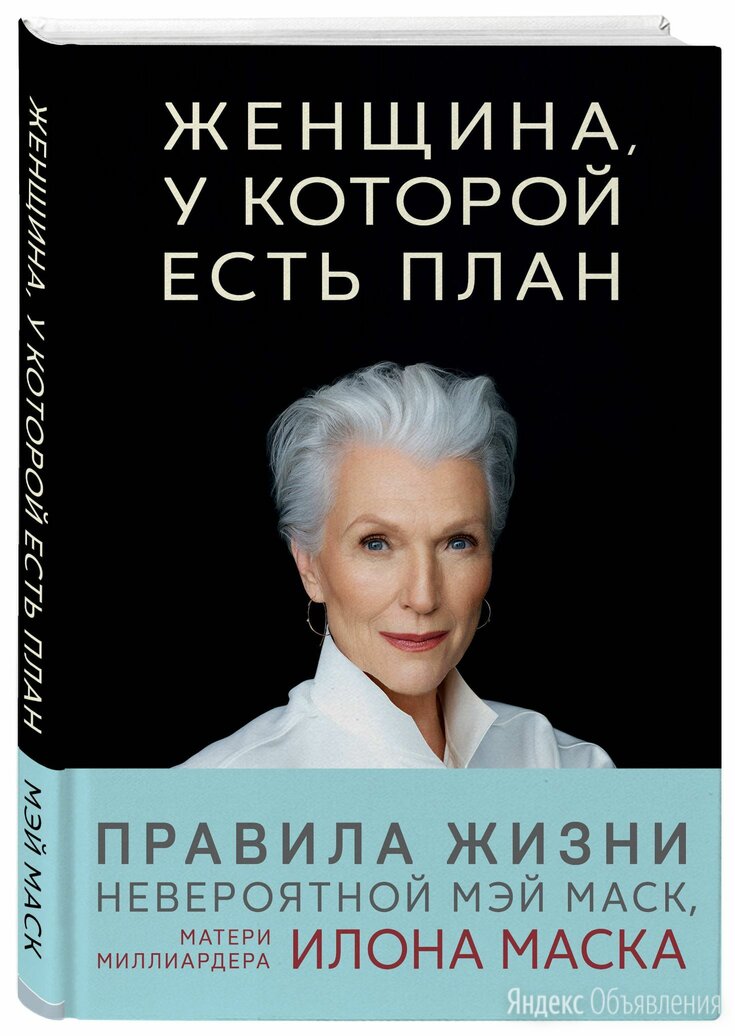 ЖЕНЩИНА,
У КОТОРОЙ
ЕСТЬ ПЛАН
ПРАВИЛА ЖИЗНИ
НЕВЕРОЯТНОЙ МЭЙ МАСК,
МАТЕРИ
МИЛЛИАРДЕРА
ИЛОНА МАСКА
ЖЕНЩИНА, У КОТОРОЙ ЕСТЬ ПЛАН
МЭЙ МАСК
Яндекс Объявления